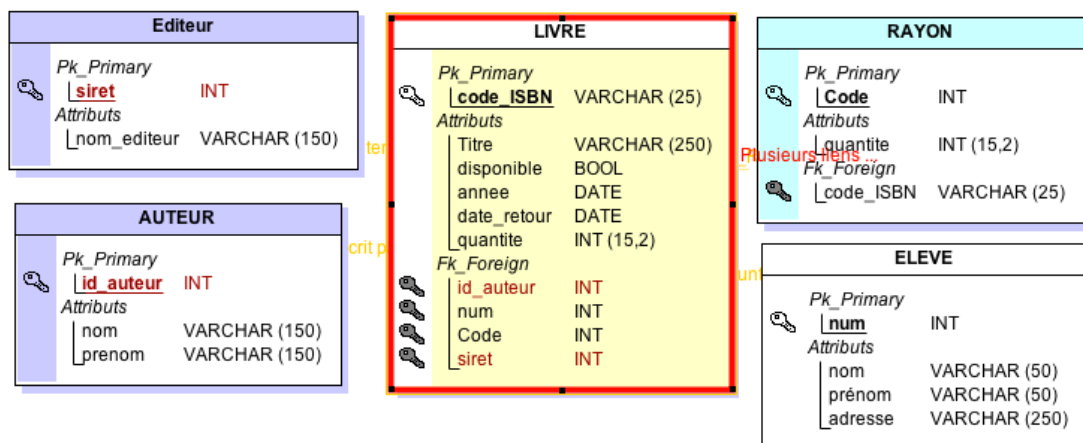 Editeur
Pk_Primary
siret INT
Attributs
nom_editeur VARCHAR (150)
AUTEUR
Pk_Primary
id_auteur INT
Attributs
nom VARCHAR (150)
prenom VARCHAR (150)
ter
crit p
LIVRE
Pk_Primary
code_ISBN VARCHAR (25)
Attributs
Titre VARCHAR (250)
disponible BOOL
annee DATE
date_retour DATE
quantite INT (15,2)
Fk_Foreign
id_auteur INT
num INT
Code INT
siret INT
Plusieurs liens ...
unt
RAYON
Pk_Primary
Code INT
Attributs
quantite INT (15,2)
Fk_Foreign
code_ISBN VARCHAR (25)
ELEVE
Pk_Primary
num INT
Attributs
nom VARCHAR (50)
prénom VARCHAR (50)
adresse VARCHAR (250)